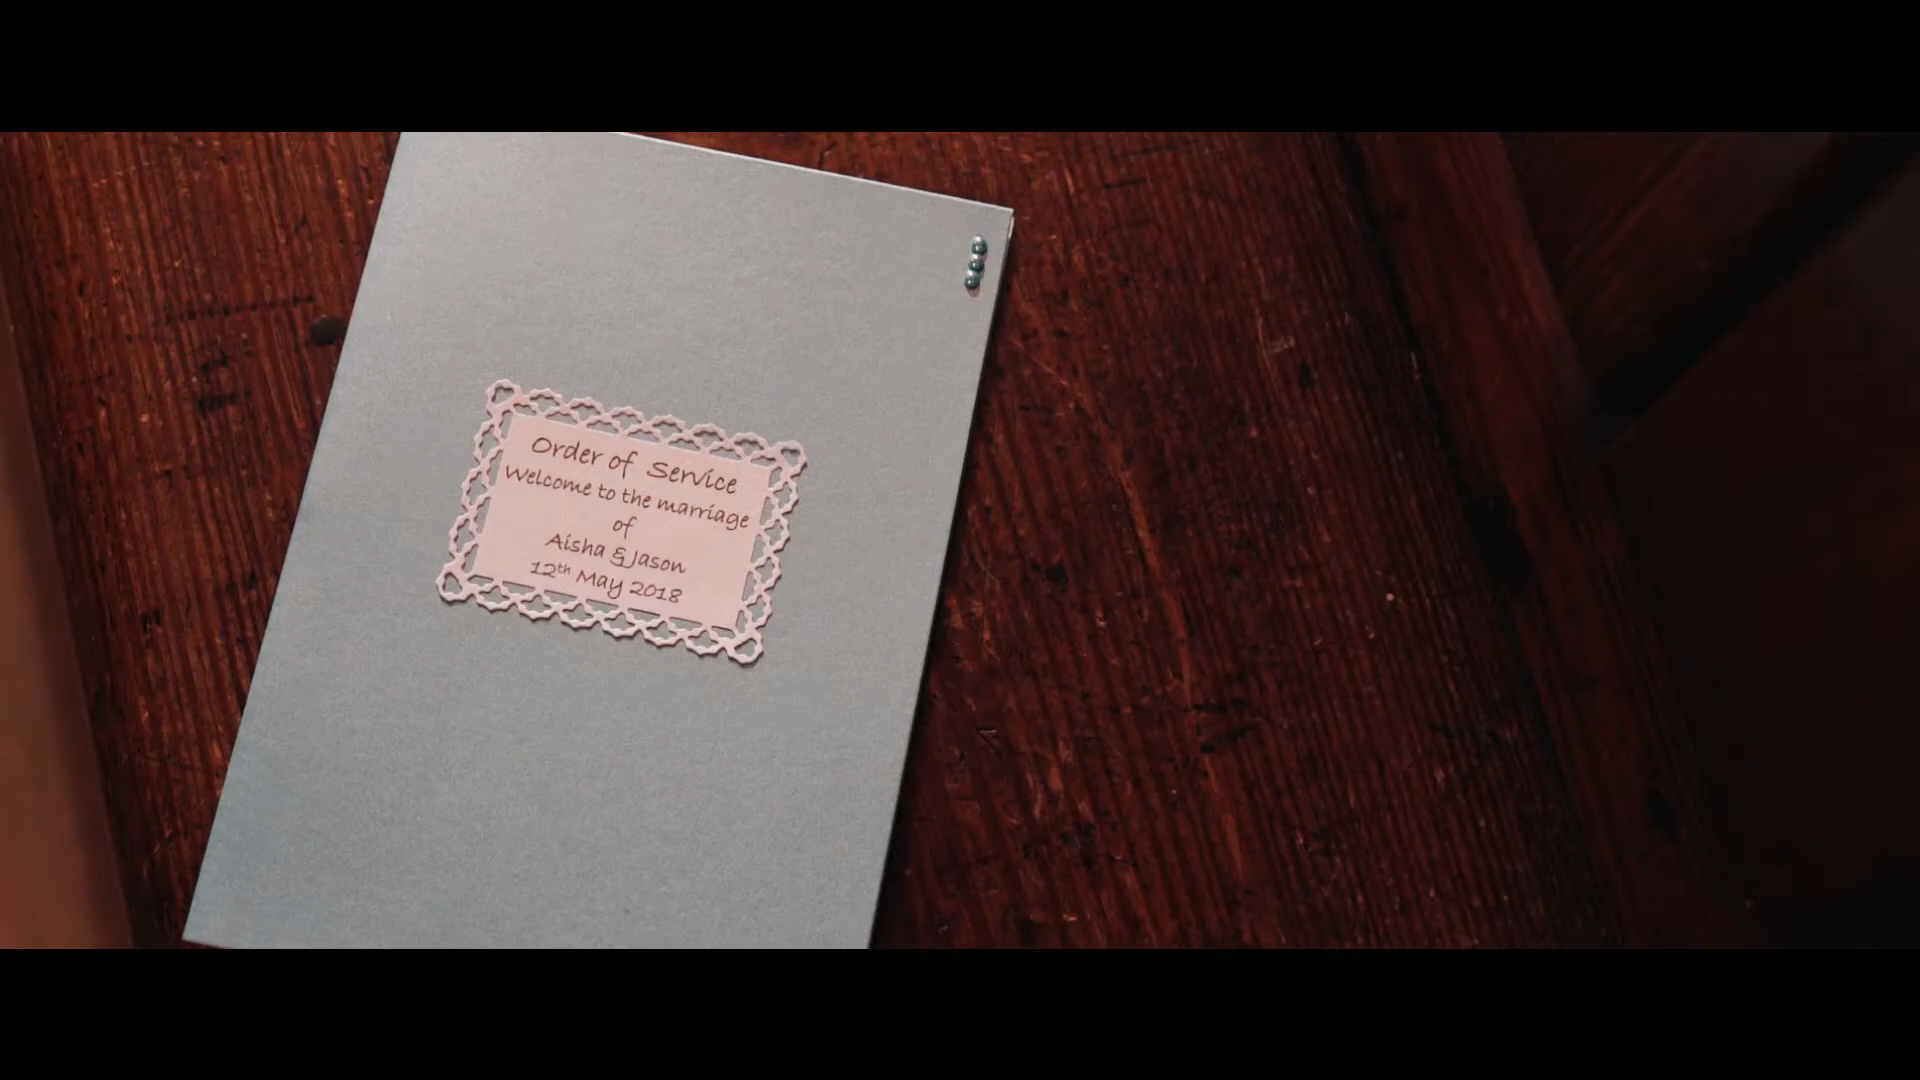 Order of Service
Welcome to the marriage
of
Aisha & Jason
12th May 2018